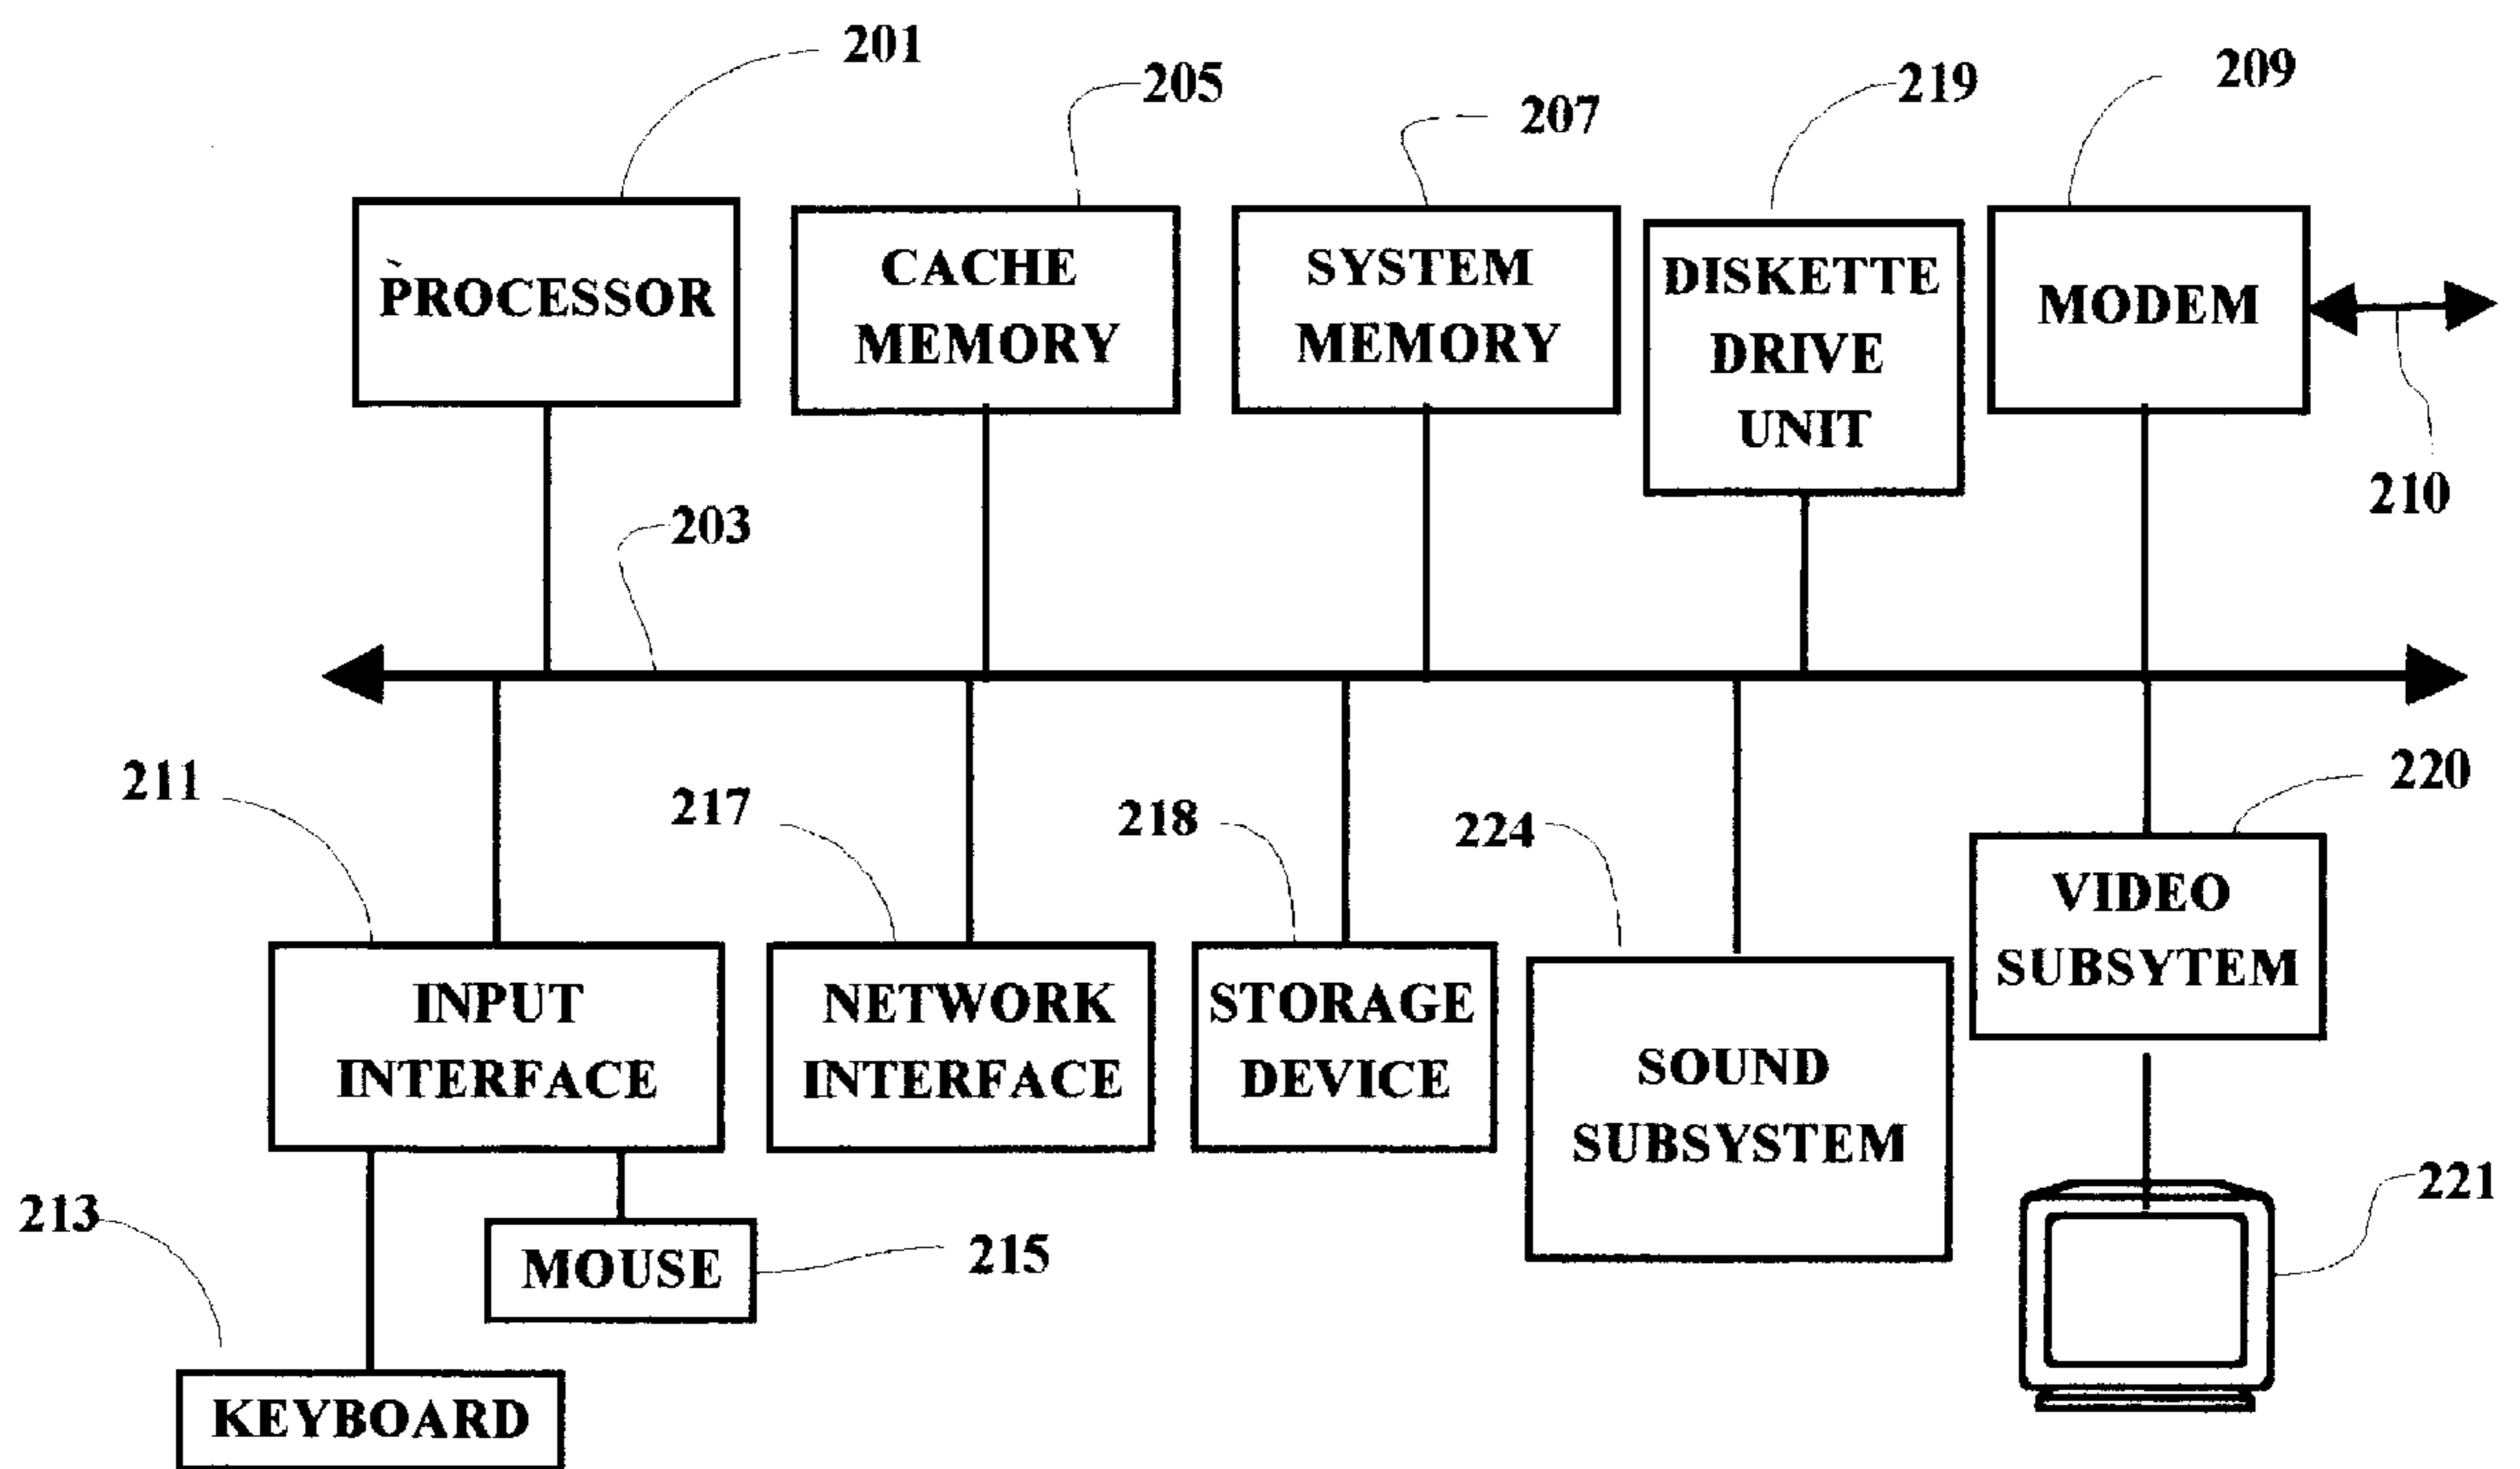 201
205
207
219
209
PROCESSOR
CACHE
MEMORY
SYSTEM
MEMORY
DISKETTE
DRIVE
UNIT
MODEM
210
203
211
217
218
224
220
INPUT
INTERFACE
NETWORK
INTERFACE
STORAGE
DEVICE
SOUND
SUBSYSTEM
VIDEO
SUBSYTEM
213
MOUSE
215
221
KEYBOARD